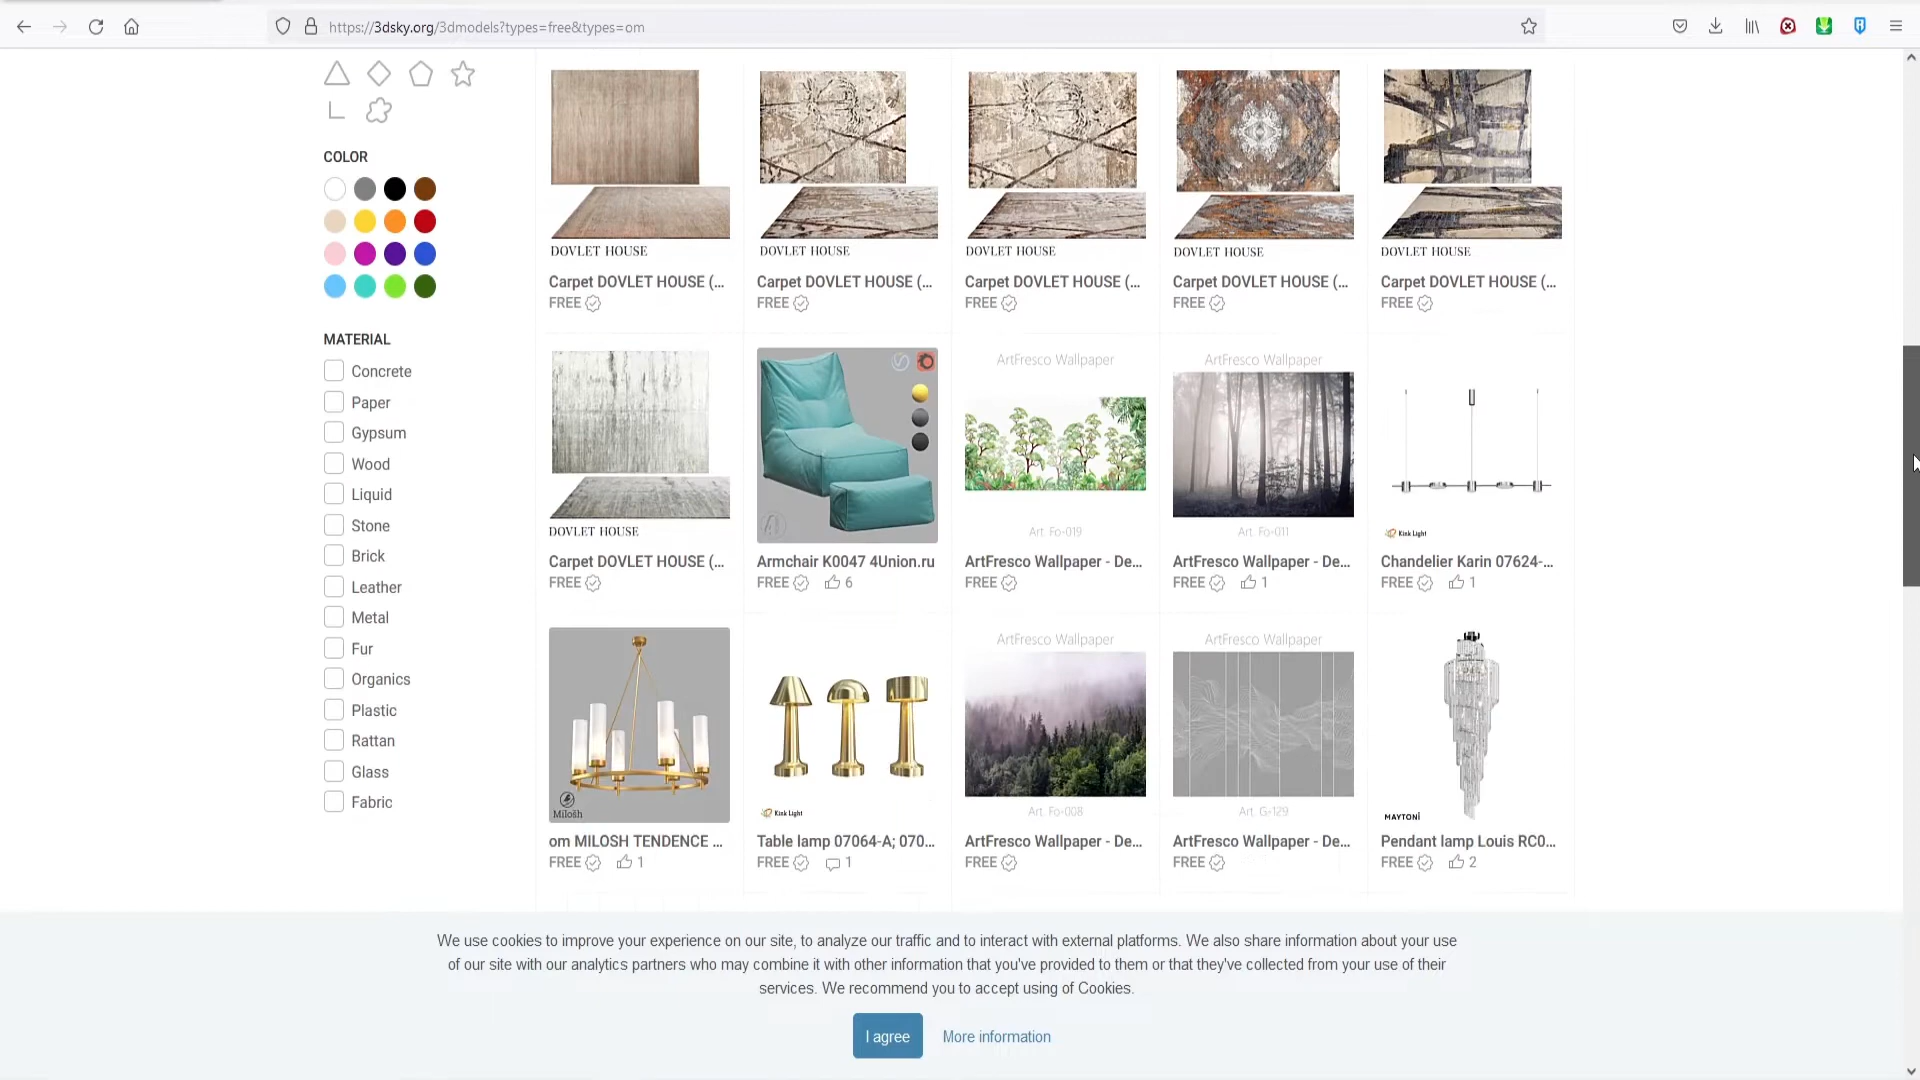 https://3dsky.org/3dmodels?types=free&types=om
COLOR
MATERIAL
Concrete
Paper
Gypsum
Wood
Liquid
Stone
Brick
Leather
Metal
Fur
Organics
Plastic
Rattan
Glass
Fabric
DOVLET HOUSE
Carpet DOVLET HOUSE (...
FREE
DOVLET HOUSE
Carpet DOVLET HOUSE (...
FREE
DOVLET HOUSE
Carpet DOVLET HOUSE (...
FREE
DOVLET HOUSE
Carpet DOVLET HOUSE (...
FREE
DOVLET HOUSE
Carpet DOVLET HOUSE (...
FREE
DOVLET HOUSE
Carpet DOVLET HOUSE (...
FREE
Armchair K0047 4Union.ru
FREE 6
ArtFresco Wallpaper
Art. Fo-019
ArtFresco Wallpaper - De...
FREE
ArtFresco Wallpaper
Art. Fo-011
ArtFresco Wallpaper - De...
FREE 1
Kink Light
Chandelier Karin 07624-...
FREE 1
Milosh
om MILOSH TENDENCE ...
FREE 1
Kink Light
Table lamp 07064-A; 070...
FREE 1
ArtFresco Wallpaper
Art. Fo-008
ArtFresco Wallpaper - De...
FREE
ArtFresco Wallpaper
Art. G-129
ArtFresco Wallpaper - De...
FREE
MAYTONI
Pendant lamp Louis RC0...
FREE 2
We use cookies to improve your experience on our site, to analyze our traffic and to interact with external platforms. We also share information about your use
of our site with our analytics partners who may combine it with other information that you've provided to them or that they've collected from your use of their
services. We recommend you to accept using of Cookies.
I agree
More information